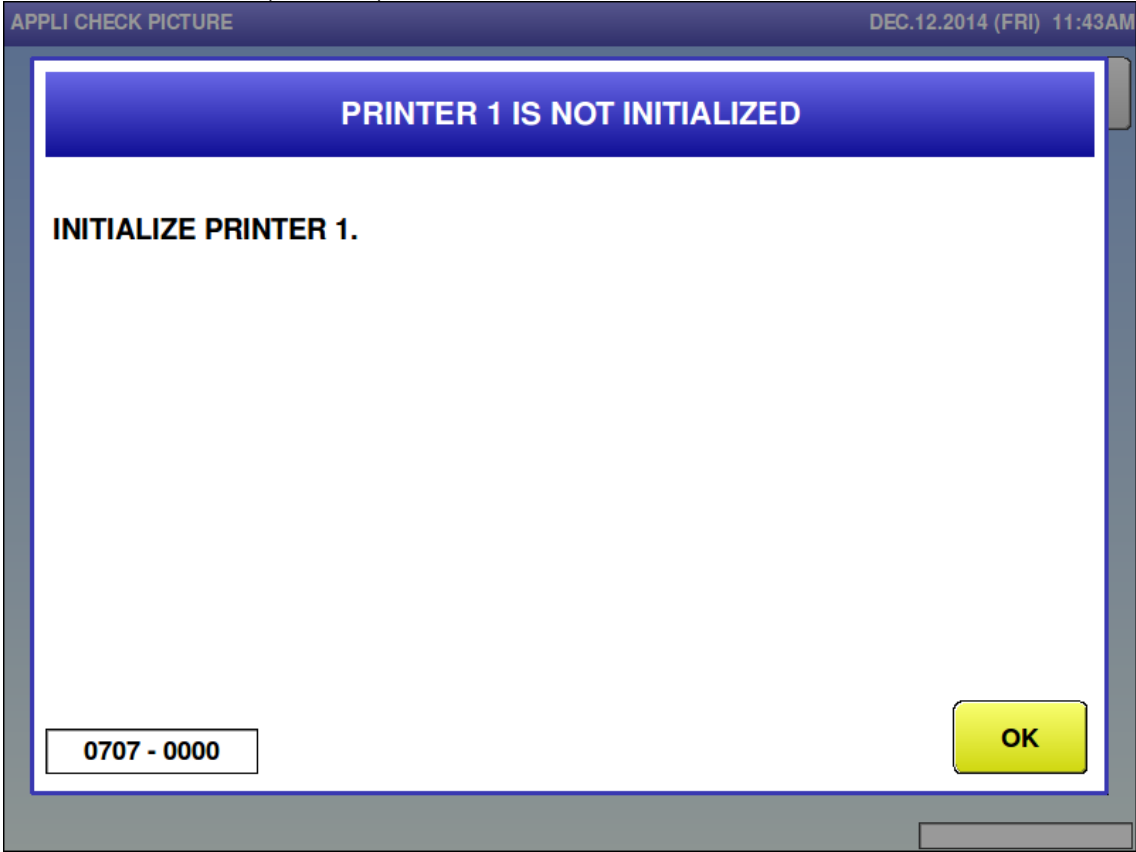 APPLI CHECK PICTURE
DEC.12.2014 (FRI) 11:43AM
PRINTER 1 IS NOT INITIALIZED
INITIALIZE PRINTER 1.
0707 - 0000
OK